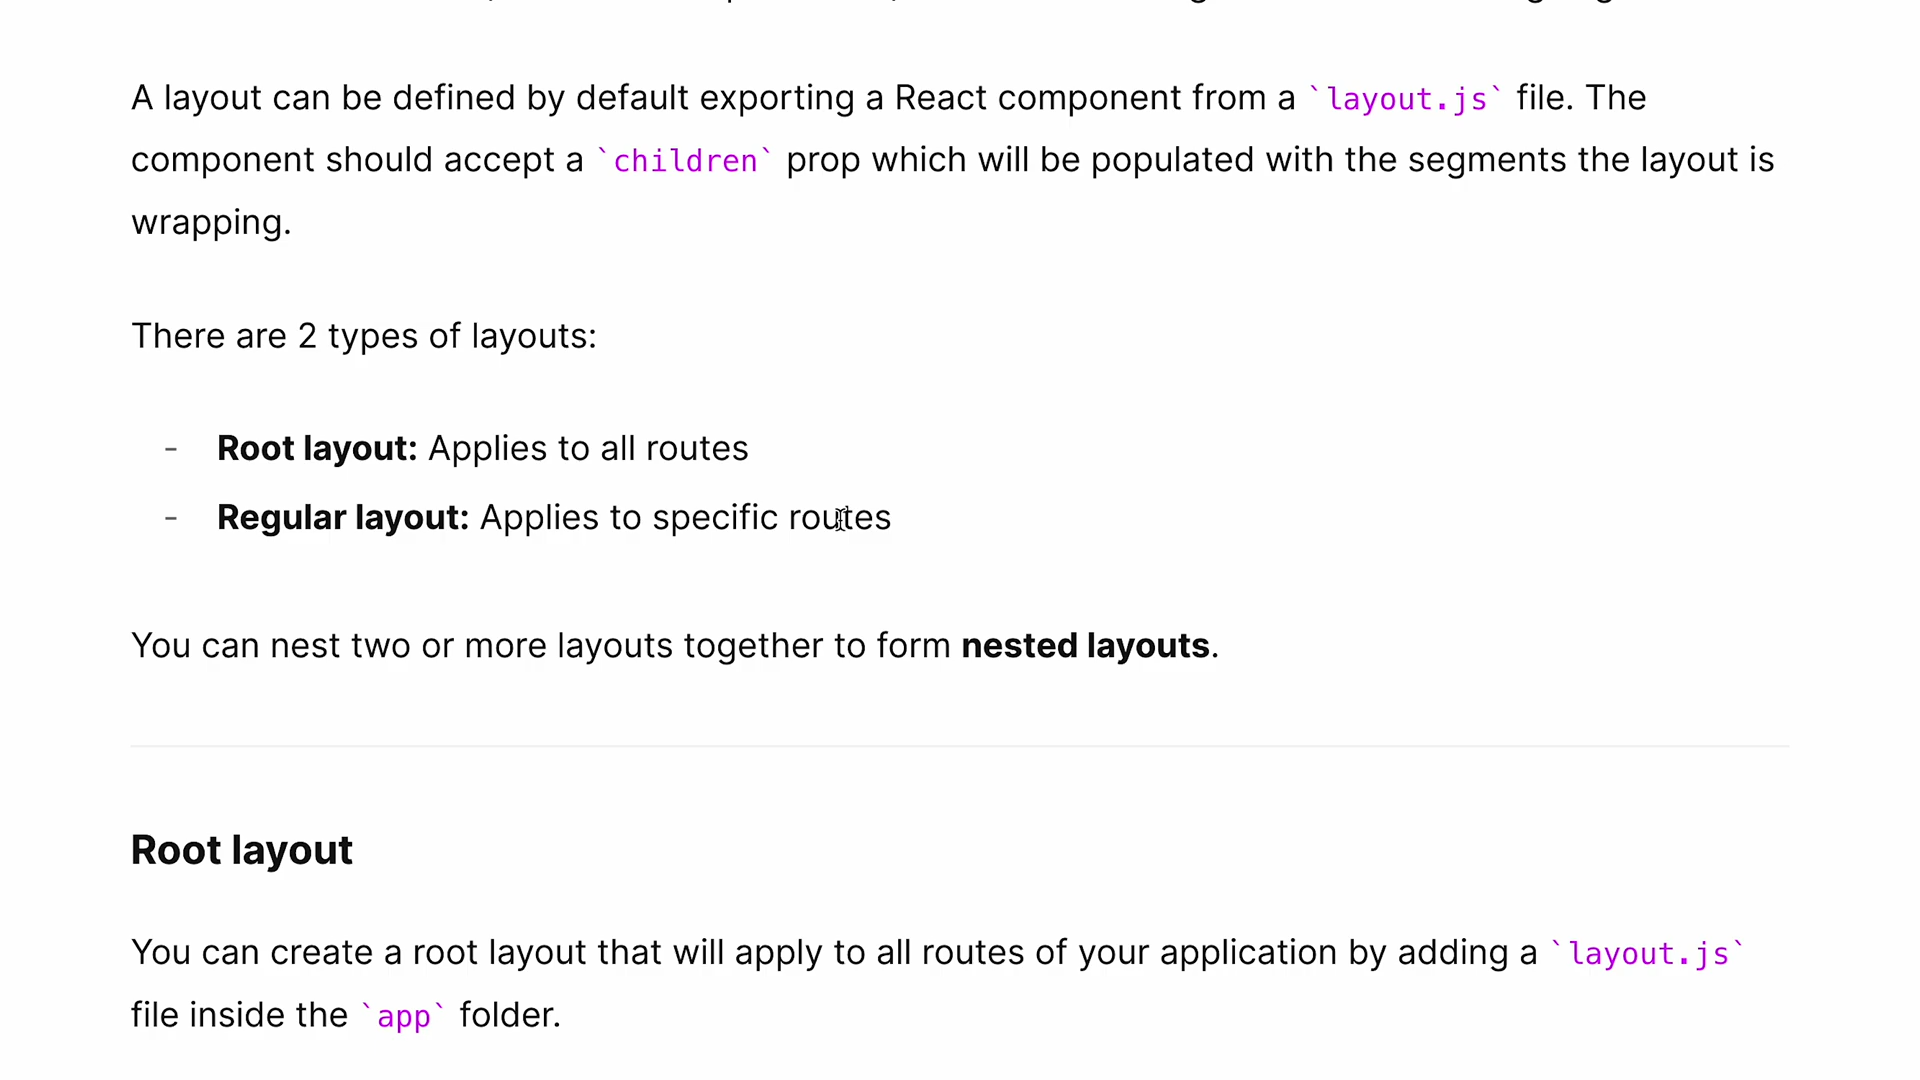 A layout can be defined by default exporting a React component from a `layout.js` file. The
component should accept a `children` prop which will be populated with the segments the layout is
wrapping.
There are 2 types of layouts:
- Root layout: Applies to all routes
- Regular layout: Applies to specific routes
You can nest two or more layouts together to form nested layouts.
Root layout
You can create a root layout that will apply to all routes of your application by adding a `layout.js`
file inside the `app` folder.